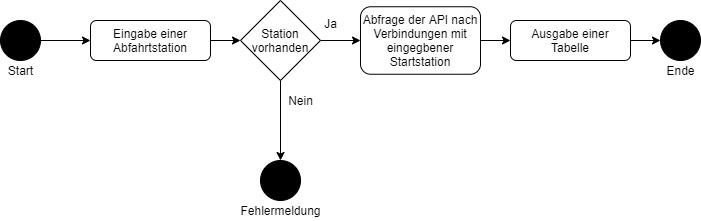 Start
Eingabe einer
Abfahrtstation
Station
vorhanden
Ja
Nein
Fehlermeldung
Abfrage der API nach
Verbindungen mit
eingegbener
Startstation
Ausgabe einer
Tabelle
Ende